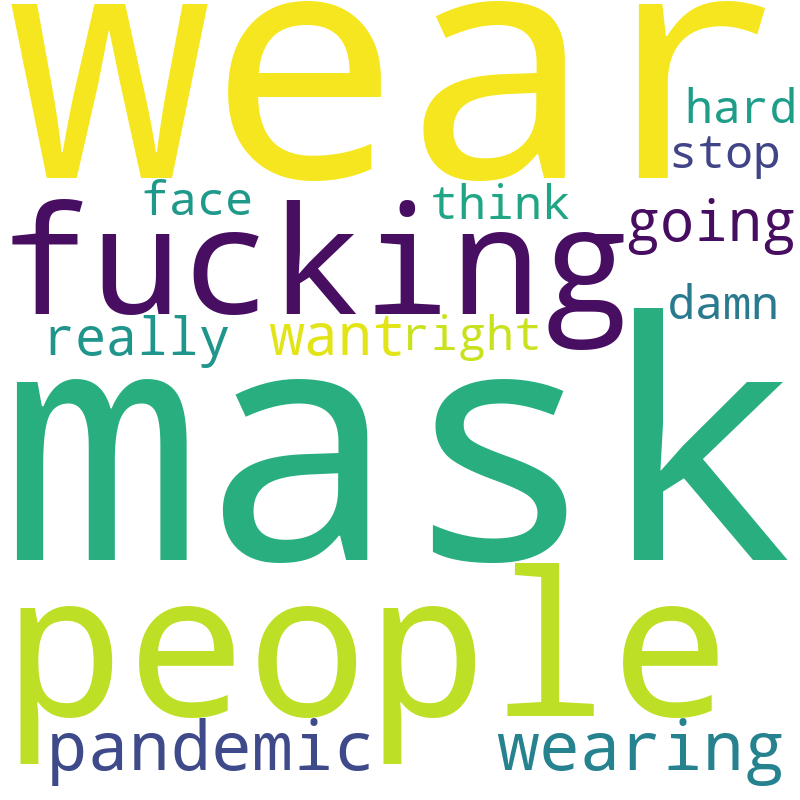 wear
hard
stop
face think
going
fucking
damn
really want right
mask
people
pandemic wearing